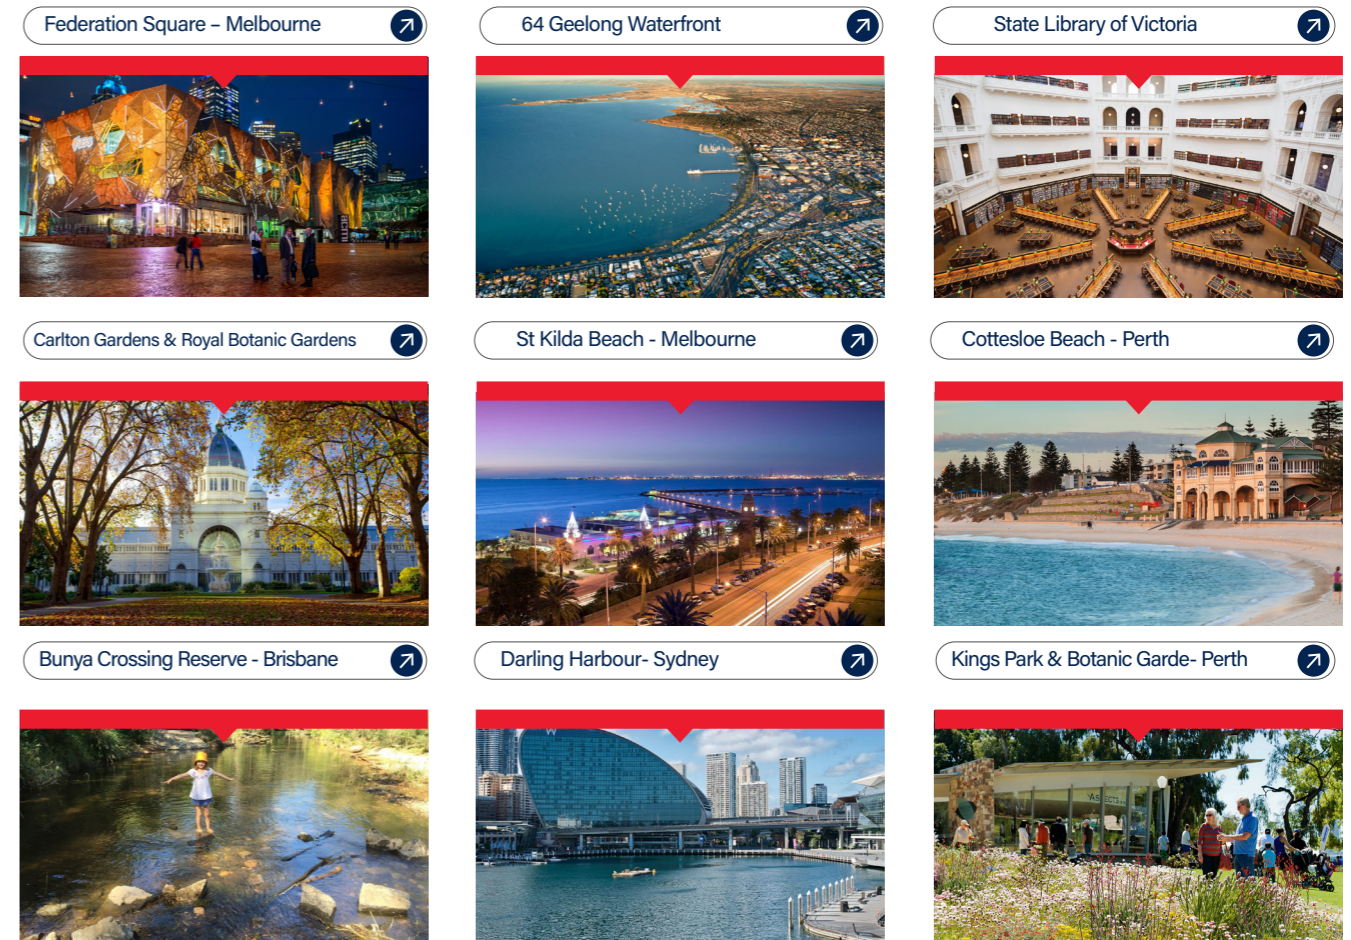 Federation Square – Melbourne
64 Geelong Waterfront
State Library of Victoria
Carlton Gardens & Royal Botanic Gardens
St Kilda Beach - Melbourne
Cottesloe Beach - Perth
Bunya Crossing Reserve - Brisbane
Darling Harbour- Sydney
Kings Park & Botanic Garde- Perth
W
ASPECTS